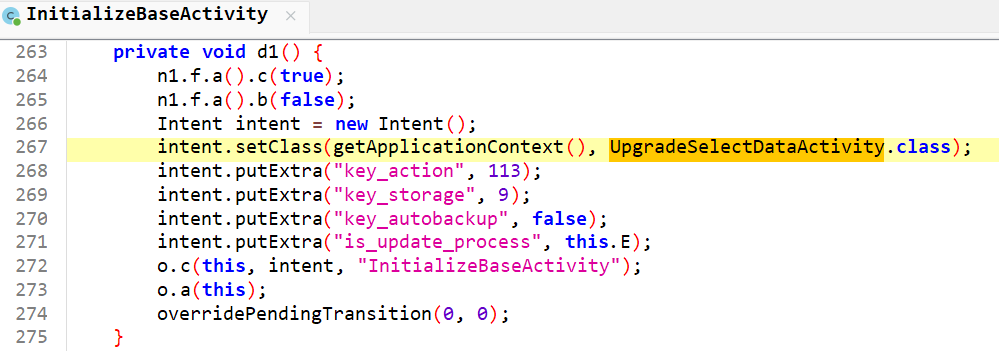 InitializeBaseActivity
263 private void d1() {
264 n1.f.a().c(true);
265 n1.f.a().b(false);
266 Intent intent = new Intent();
267 intent.setClass(getApplicationContext(), UpgradeSelectDataActivity.class);
268 intent.putExtra("key_action", 113);
269 intent.putExtra("key_storage", 9);
270 intent.putExtra("key_autobackup", false);
271 intent.putExtra("is_update_process", this.E);
272 o.c(this, intent, "InitializeBaseActivity");
273 o.a(this);
274 overridePendingTransition(0, 0);
275 }